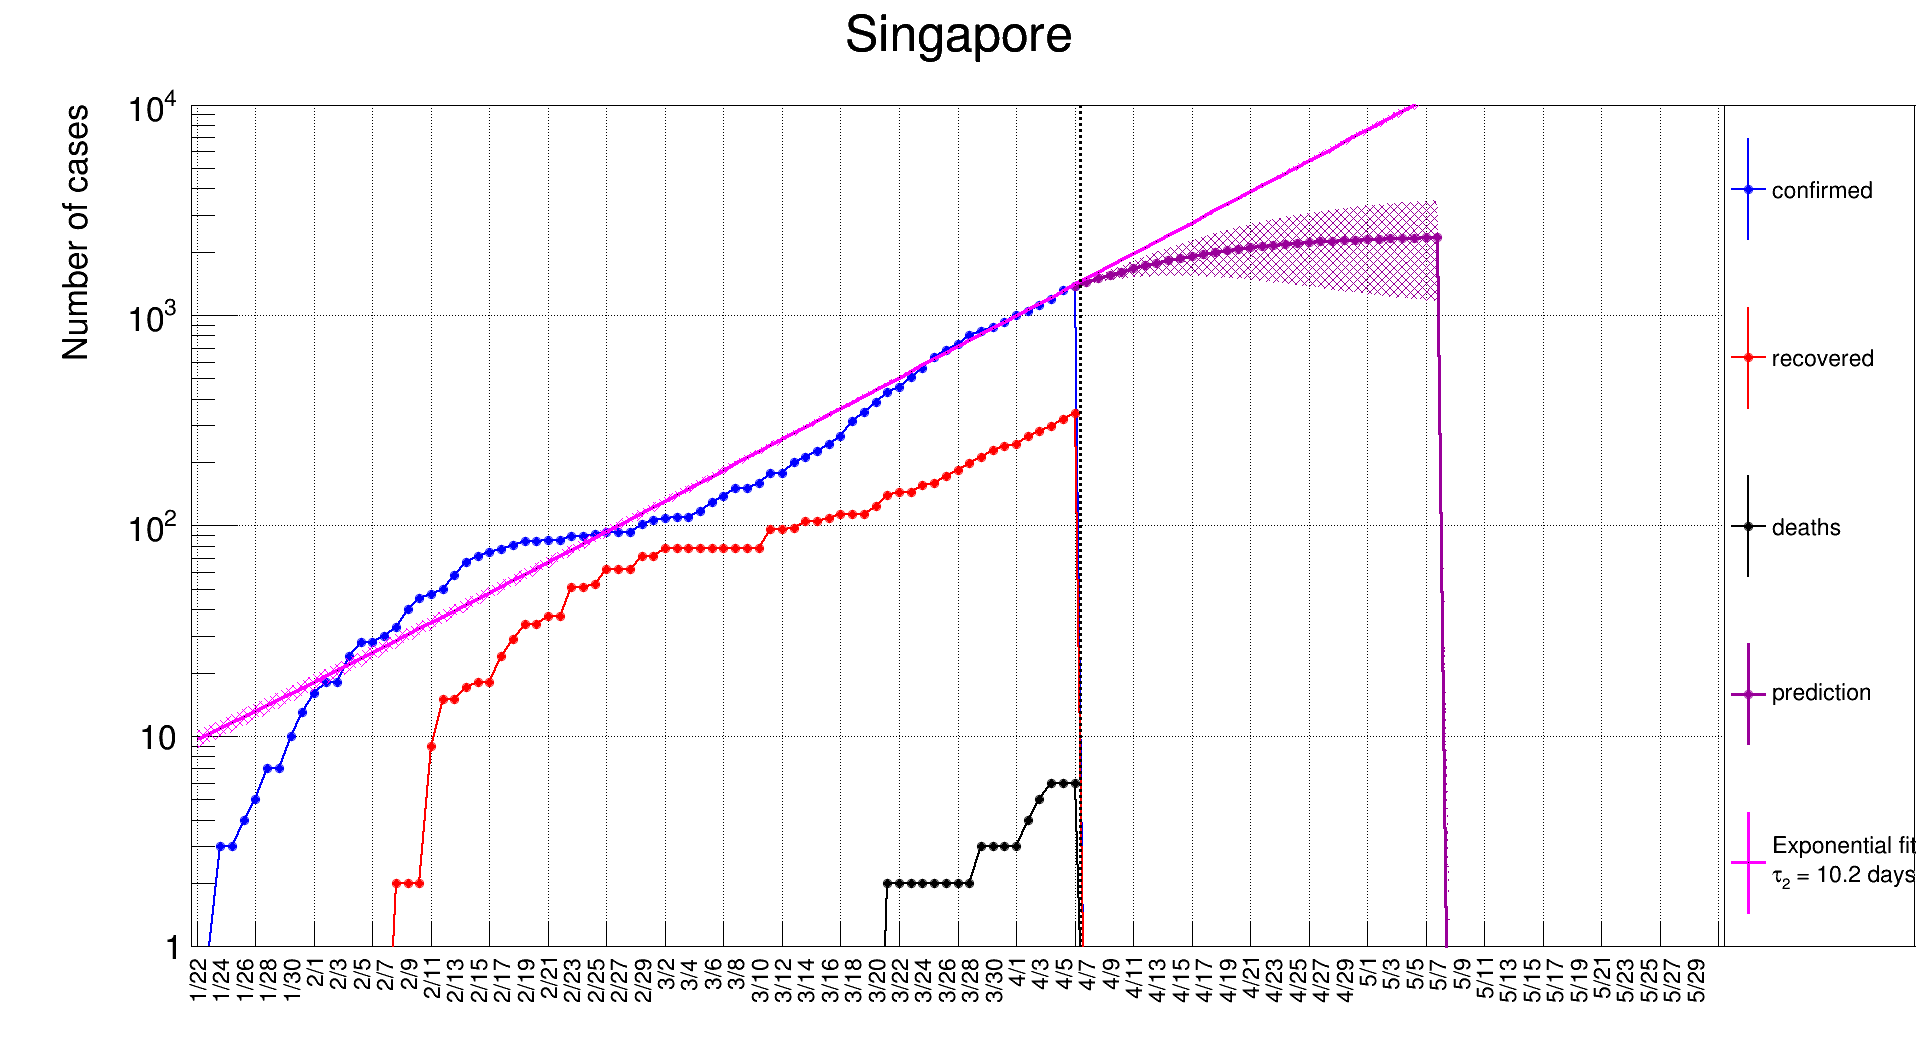 Singapore
Number of cases
10⁴
10³
10²
10
1
1/22 1/24 1/26 1/28 1/30 2/1 2/3 2/5 2/7 2/9 2/11 2/13 2/15 2/17 2/19 2/21 2/23 2/25 2/27 2/29 3/2 3/4 3/6 3/8 3/10 3/12 3/14 3/16 3/18 3/20 3/22 3/24 3/26 3/28 3/30 4/1 4/3 4/5 4/7 4/9 4/11 4/13 4/15 4/17 4/19 4/21 4/23 4/25 4/27 4/29 5/1 5/3 5/5 5/7 5/9 5/11 5/13 5/15 5/17 5/19 5/21 5/23 5/25 5/27 5/29
confirmed
recovered
deaths
prediction
Exponential fit
τ₂ = 10.2 days